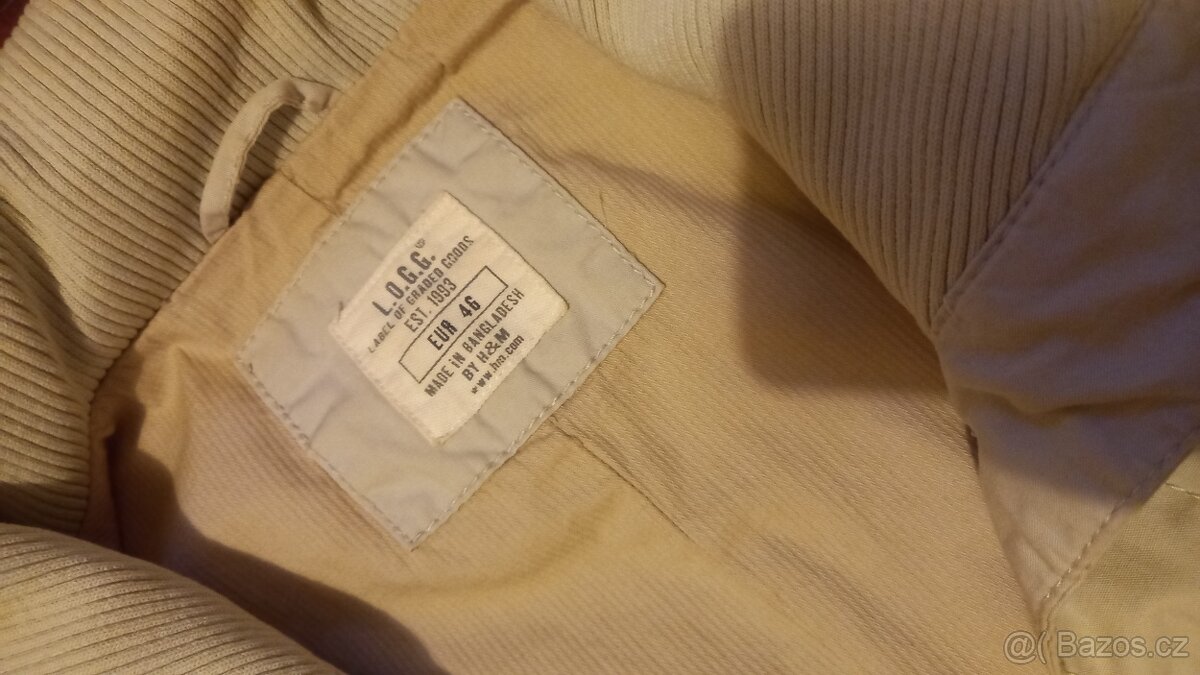 L.O.G.G.®
LABEL OF GRADED GOODS
EST. 1993
EUR 46
MADE IN BANGLADESH
BY H&M
www.hm.com
@( Bazos.cz